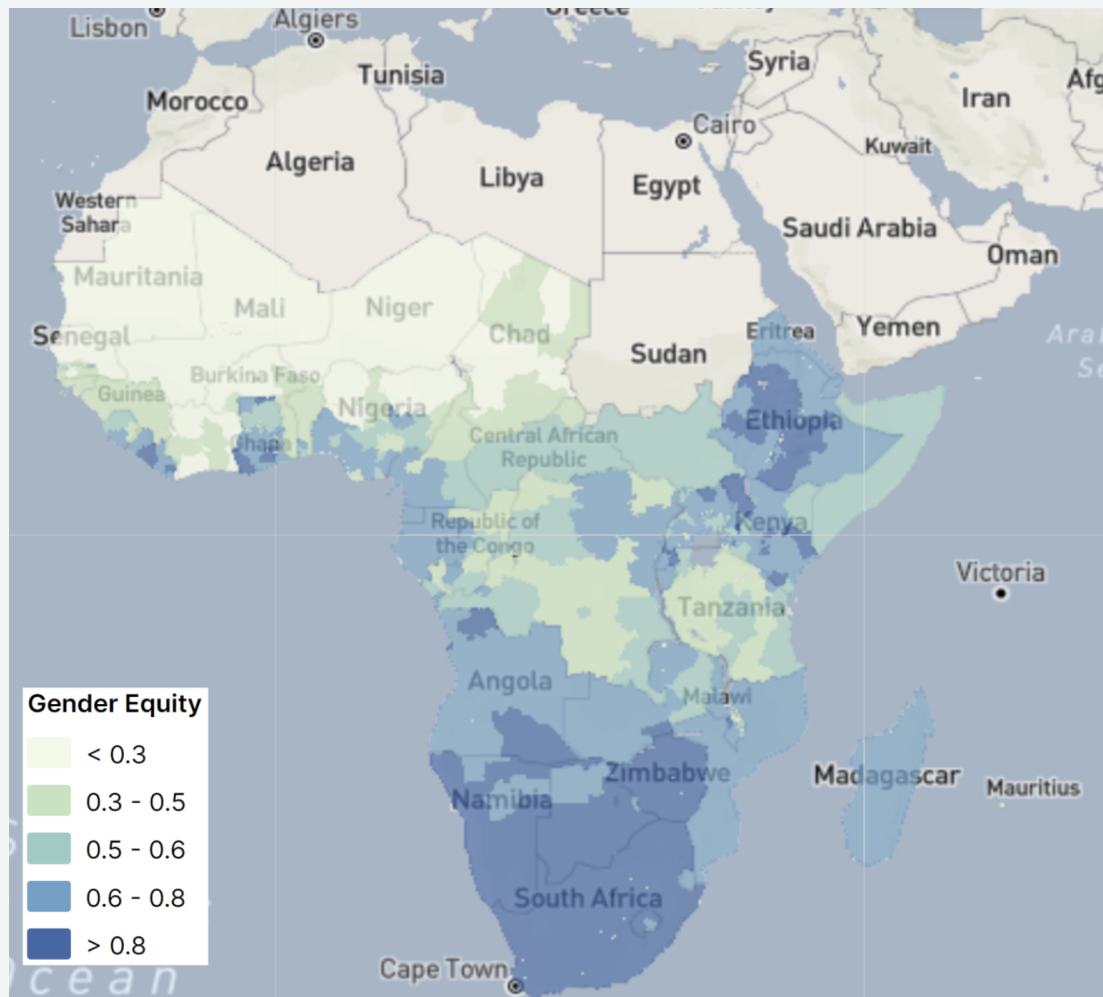 Lisbon
Algiers
Tunisia
Syria
Iran
Morocco
Cairo
Kuwait
Algeria
Libya
Egypt
Western
Sahara
Saudi Arabia
Oman
Mauritania
Mali
Niger
Chad
Senegal
Sudan
Eritrea
Yemen
Burkina Faso
Guinea
Nigeria
Ghana
Ethiopia
Central African
Republic
Republic of
the Congo
Kenya
Victoria
Tanzania
Angola
Malawi
Zimbabwe
Madagascar
Mauritius
Namibia
South Africa
Cape Town
Gender Equity
< 0.3
0.3 - 0.5
0.5 - 0.6
0.6 - 0.8
> 0.8